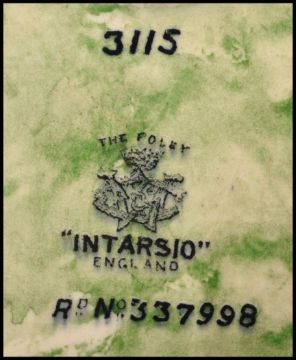 3115
THE FOLEY
"INTARSIO"
ENGLAND
Rᴰ Nº 337998